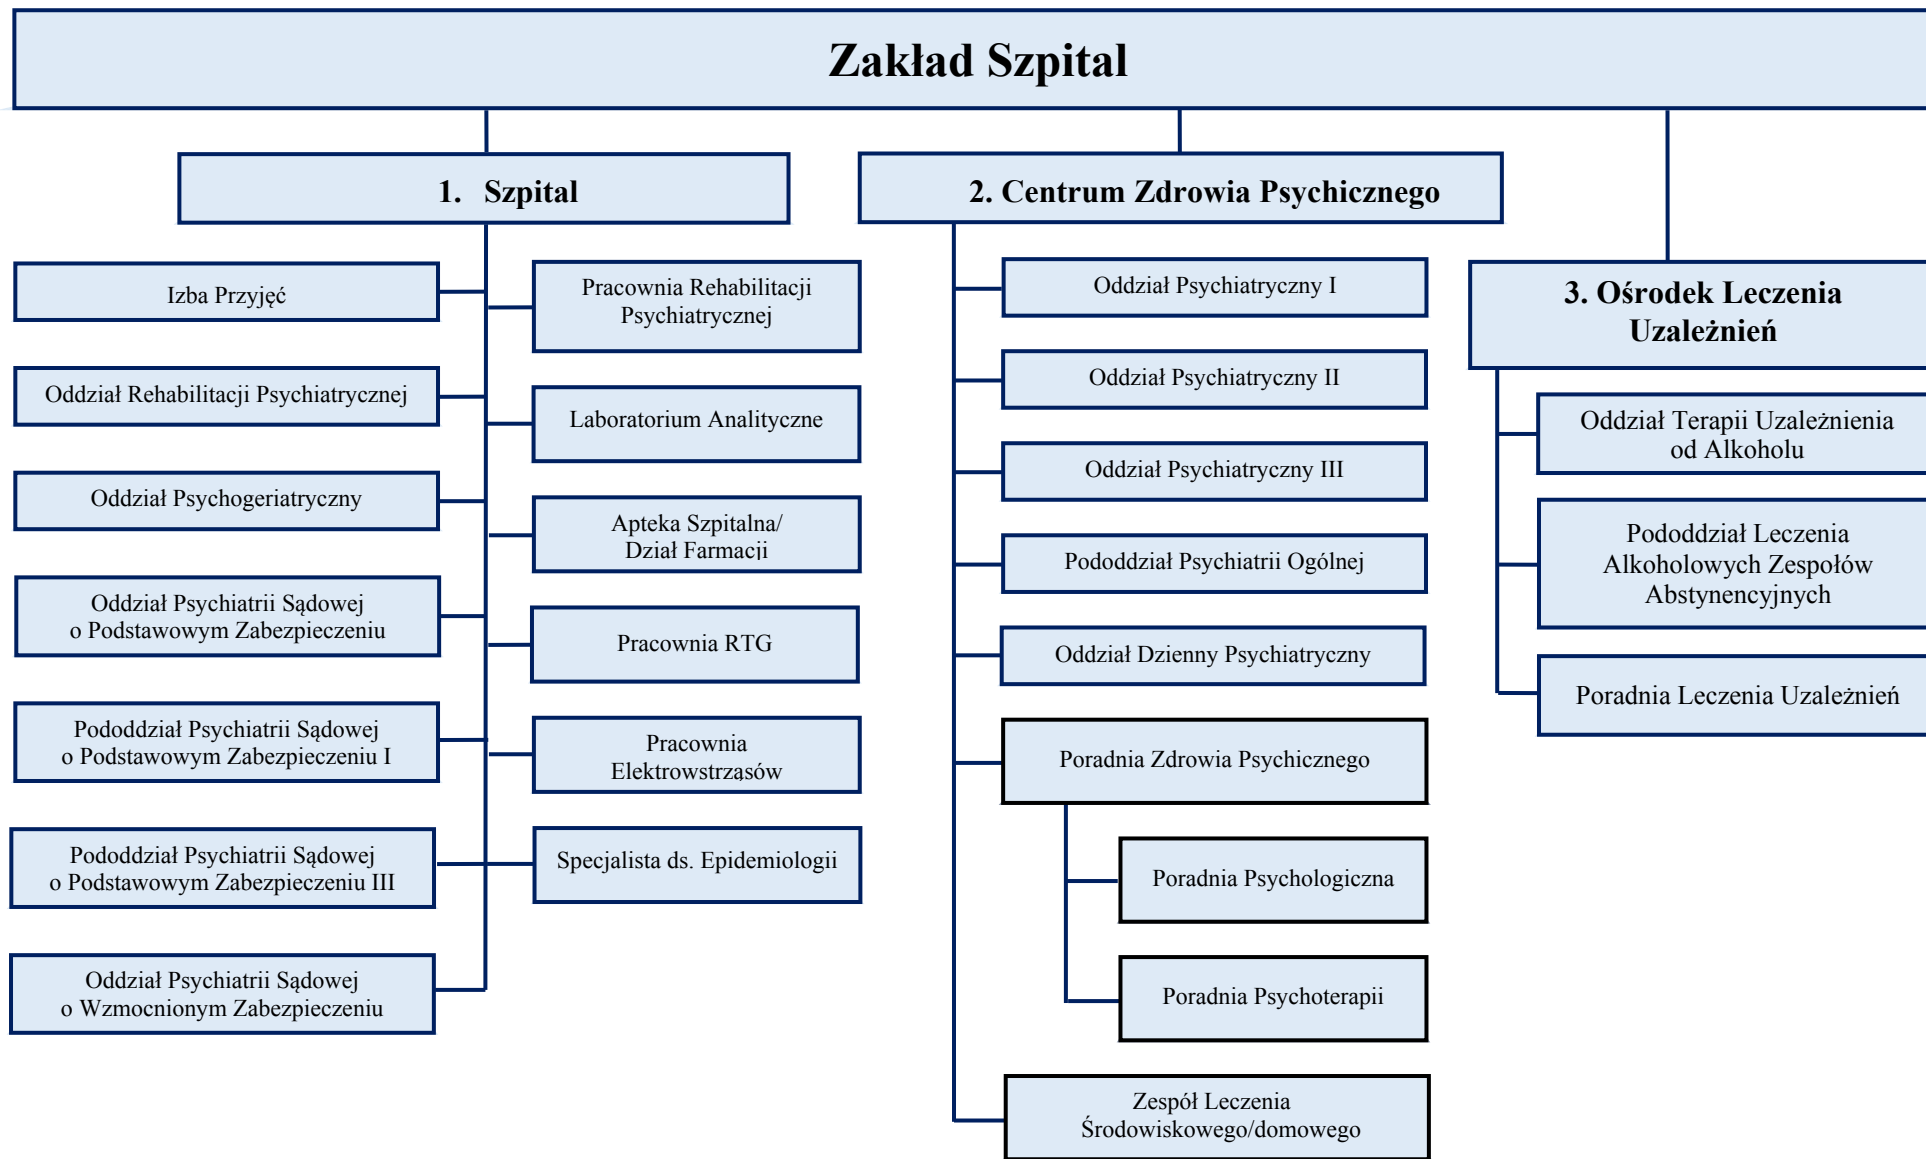 Zakład Szpital
1. Szpital
Izba Przyjęć
Oddział Rehabilitacji Psychiatrycznej
Oddział Psychogeriatryczny
Oddział Psychiatrii Sądowej
o Podstawowym Zabezpieczeniu
Pododdział Psychiatrii Sądowej
o Podstawowym Zabezpieczeniu I
Pododdział Psychiatrii Sądowej
o Podstawowym Zabezpieczeniu III
Oddział Psychiatrii Sądowej
o Wzmocnionym Zabezpieczeniu
Pracownia Rehabilitacji
Psychiatrycznej
Laboratorium Analityczne
Apteka Szpitalna/
Dział Farmacji
Pracownia RTG
Pracownia
Elektrowstrząsów
Specjalista ds. Epidemiologii
2. Centrum Zdrowia Psychicznego
Oddział Psychiatryczny I
Oddział Psychiatryczny II
Oddział Psychiatryczny III
Pododdział Psychiatrii Ogólnej
Oddział Dzienny Psychiatryczny
Poradnia Zdrowia Psychicznego
Poradnia Psychologiczna
Poradnia Psychoterapii
Zespół Leczenia
Środowiskowego/domowego
3. Ośrodek Leczenia
Uzależnień
Oddział Terapii Uzależnienia
od Alkoholu
Pododdział Leczenia
Alkoholowych Zespołów
Abstynencyjnych
Poradnia Leczenia Uzależnień